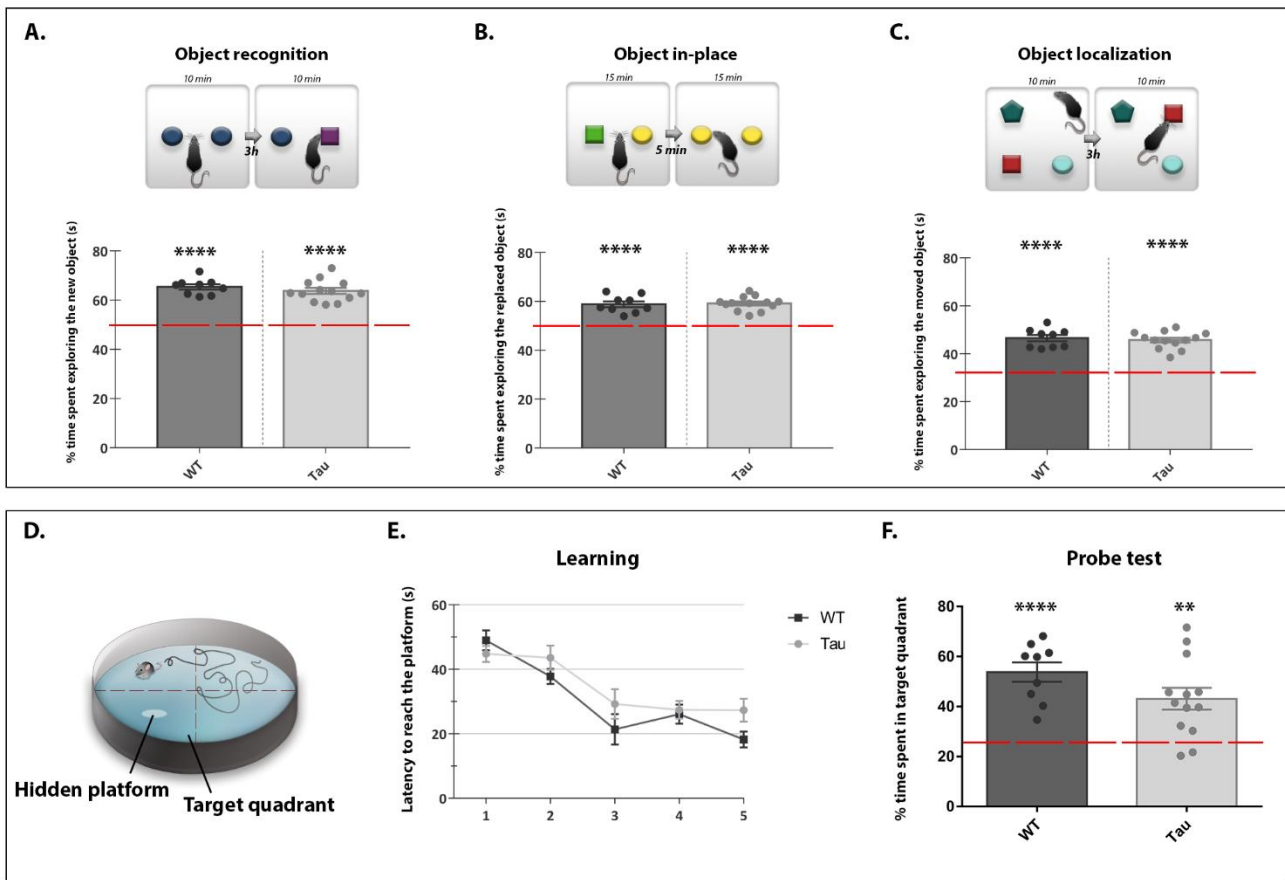 A.
Object recognition
10 min
10 min
3h
% time spent exploring the new object (s)
80
60
40
20
0
****
****
WT
Tau
B.
Object in-place
15 min
15 min
5 min
% time spent exploring the replaced object (s)
80
60
40
20
0
****
****
WT
Tau
C.
Object localization
10 min
10 min
3h
% time spent exploring the moved object (s)
80
60
40
20
0
****
****
WT
Tau
D.
Hidden platform
Target quadrant
E.
Learning
Latency to reach the platform (s)
60
40
20
0
1 2 3 4 5
WT
Tau
F.
Probe test
% time spent in target quadrant
80
60
40
20
0
****
**
WT
Tau